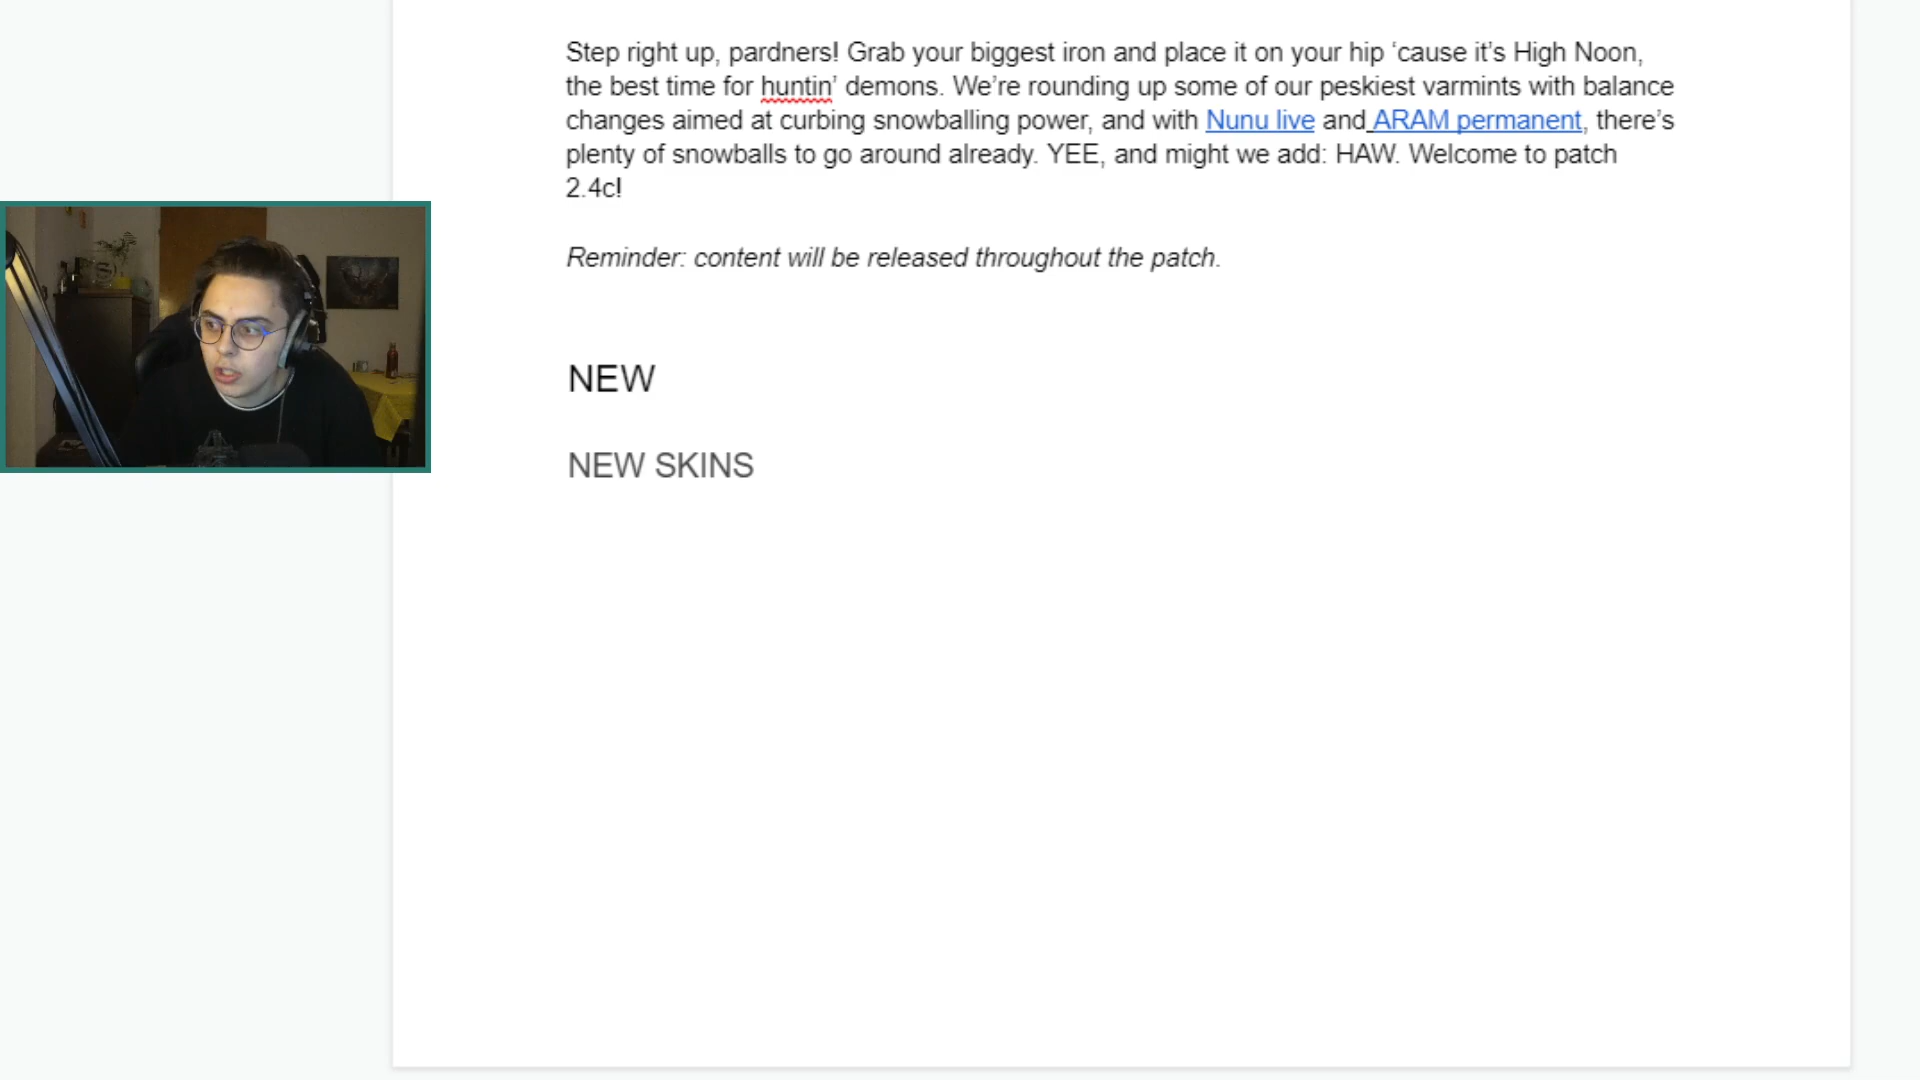 Step right up, pardners! Grab your biggest iron and place it on your hip ‘cause it’s High Noon,
the best time for huntin’ demons. We’re rounding up some of our peskiest varmints with balance
changes aimed at curbing snowballing power, and with Nunu live and ARAM permanent, there’s
plenty of snowballs to go around already. YEE, and might we add: HAW. Welcome to patch
2.4c!
Reminder: content will be released throughout the patch.
NEW
NEW SKINS